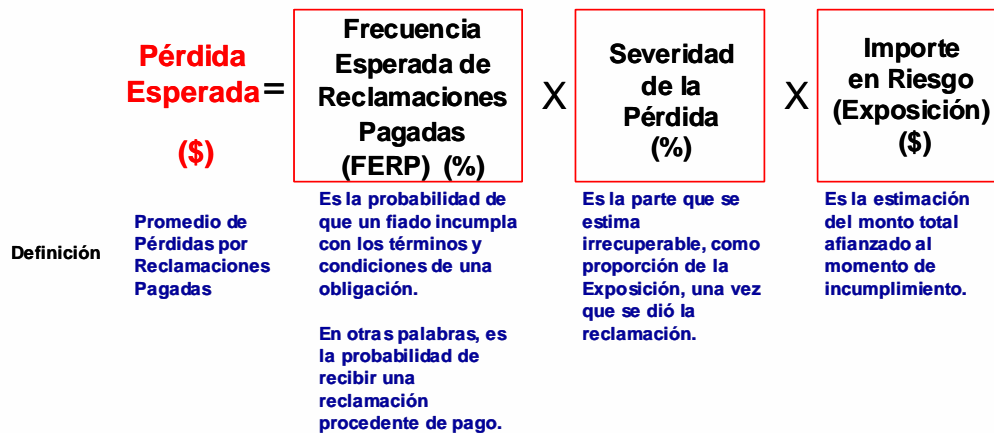 Pérdida
Esperada
($)
=
Frecuencia
Esperada de
Reclamaciones
Pagadas
(FERP) (%)
X
Severidad
de la
Pérdida
(%)
X
Importe
en Riesgo
(Exposición)
($)
Definición
Promedio de
Pérdidas por
Reclamaciones
Pagadas
Es la probabilidad de
que un fiado incumpla
con los términos y
condiciones de una
obligación.
En otras palabras, es
la probabilidad de
recibir una
reclamación
procedente de pago.
Es la parte que se
estima
irrecuperable, como
proporción de la
Exposición, una vez
que se dió la
reclamación.
Es la estimación
del monto total
afianzado al
momento de
incumplimiento.